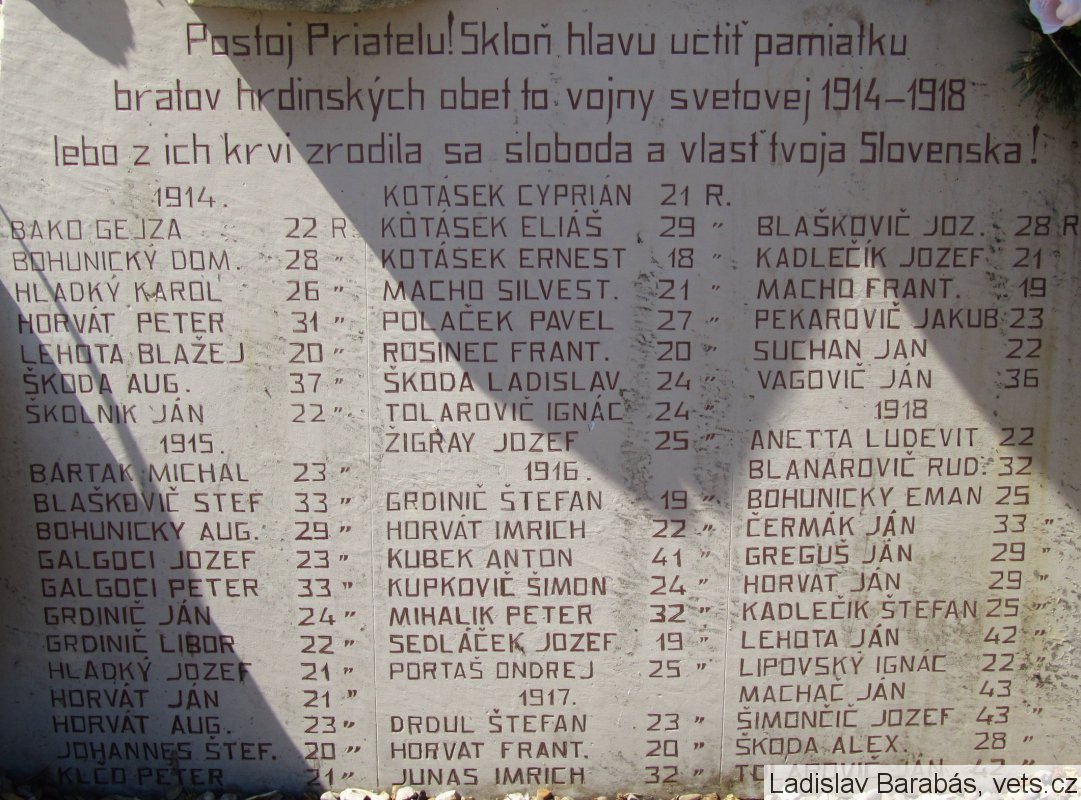 Postoj Priatelu! Skloň hlavu uctiť pamiatku
bratov hrdinských obetto vojny svetovej 1914-1918
lebo z ich krvi zrodila sa sloboda a vlasť tvoja Slovenska!
1914.
BAKO GEJZA 22 R.
BOHUNICKÝ DOM. 28 "
HLADKÝ KAROL 26 "
HORVÁT PETER 31 "
LEHOTA BLAŽEJ 20 "
ŠKODA AUG. 37 "
ŠKOLNIK JÁN 22 "
1915.
BARTAK MICHAL 23 "
BLAŠKOVIČ STEF 33 "
BOHUNICKY AUG. 29 "
GALGOCI JOZEF 23 "
GALGOCI PETER 33 "
GRDINIČ JÁN 24 "
GRDINIČ LIBOR 22 "
HLADKÝ JOZEF 21 "
HORVÁT JÁN 21 "
HORVÁT AUG. 23 "
JOHANNES ŠTEF. 20 "
KLČO PETER 21 "
KOTÁSEK CYPRIÁN 21 R.
KOTÁSEK ELIÁŠ 29 "
KOTÁSEK ERNEST 18 "
MACHO SILVEST. 21 "
POLAČEK PAVEL 27 "
ROSINEC FRANT. 20 "
ŠKODA LADISLAV 24 "
TOLAROVIČ IGNÁC 24 "
ŽIGRAY JOZEF 25 "
1916.
GRDINIČ ŠTEFAN 19 "
HORVÁT IMRICH 22 "
KUBEK ANTON 41 "
KUPKOVIČ ŠIMON 24 "
MIHALIK PETER 32 "
SEDLÁČEK JOZEF 19 "
PORTAŠ ONDREJ 25 "
1917.
DRDUL ŠTEFAN 23 "
HORVAT FRANT. 20 "
JUNAS IMRICH 32 "
BLAŠKOVIČ JOZ. 28 R
KADLEČIK JOZEF 21
MACHO FRANT. 19
PEKAROVIČ JAKUB 23
SUCHAN JÁN 22
VAGOVIČ JÁN 36
1918
ANETTA LUDEVIT 22
BLANAROVIČ RUD. 32
BOHUNICKY EMAN 25
ČERMÁK JÁN 33 "
GREGUŠ JÁN 29 "
HORVÁT JÁN 29 "
KADLEČIK ŠTEFAN 25 "
LEHOTA JÁN 42 "
LIPOVSKY IGNÁC 22 "
MACHAČ JÁN 43
ŠIMONČIČ JOZEF 43 "
ŠKODA ALEX. 28 "
TOLAROVIČ JÁN
Ladislav Barabás, vets.cz